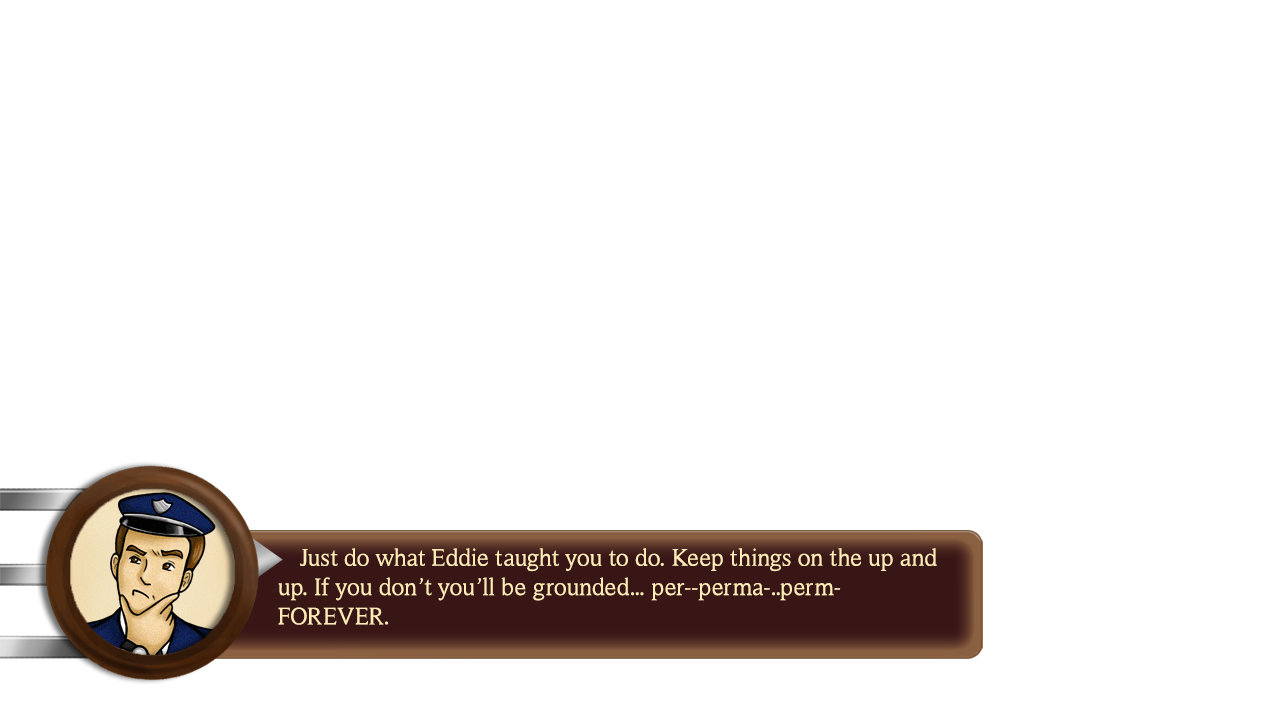 Just do what Eddie taught you to do. Keep things on the up and
up. If you don't you'll be grounded... per--perma-..perm-
FOREVER.